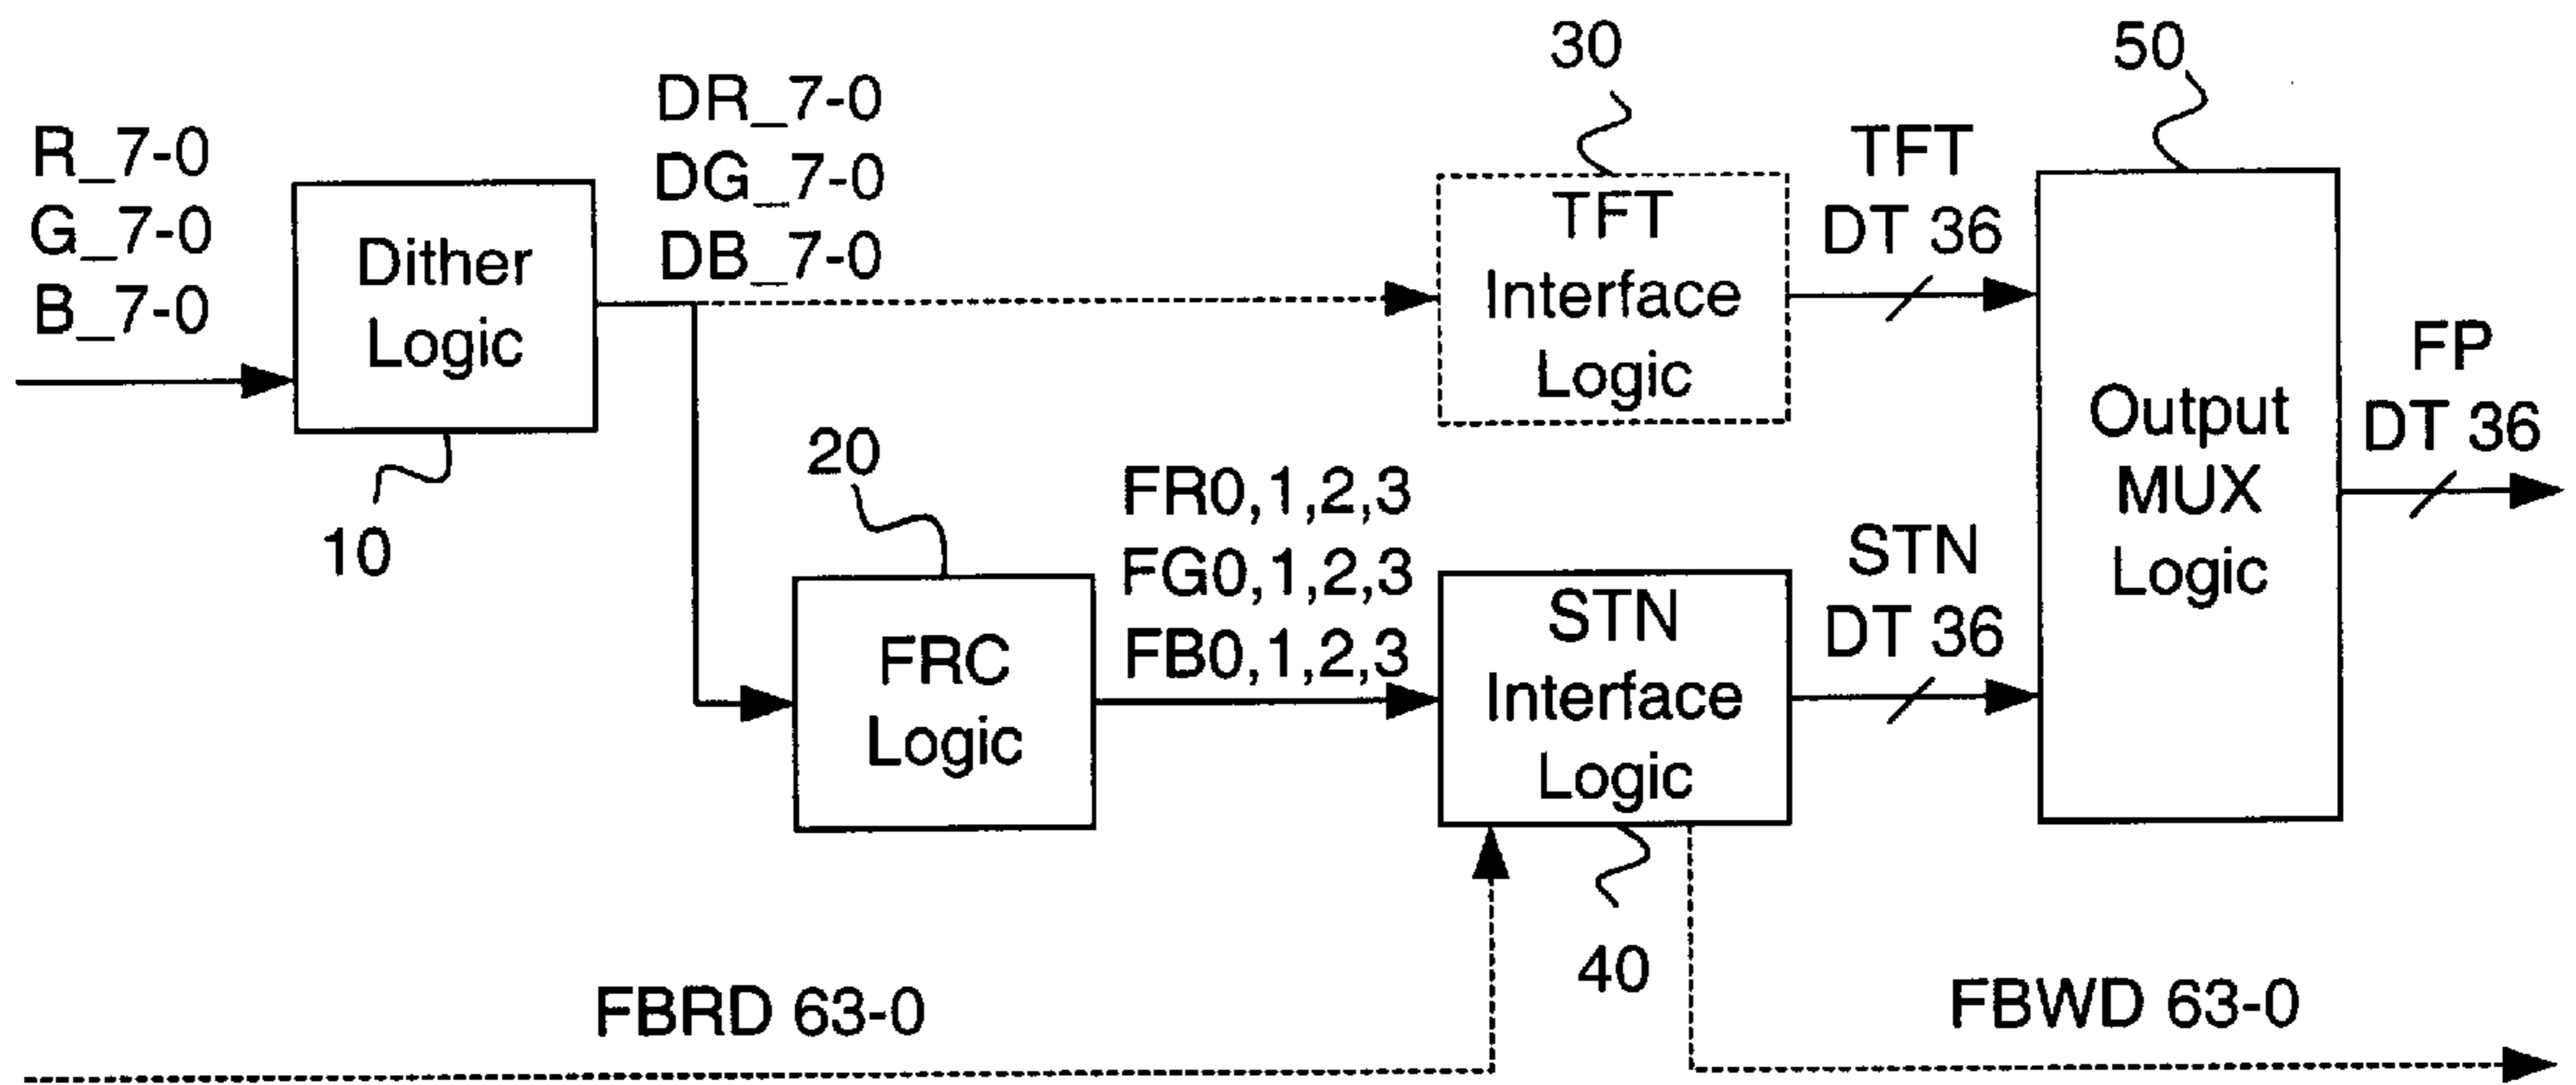 R_7-0
G_7-0
B_7-0
Dither
Logic
10
DR_7-0
DG_7-0
DB_7-0
20
FRC
Logic
FR0,1,2,3
FG0,1,2,3
FB0,1,2,3
30
TFT
Interface
Logic
TFT
DT 36
STN
Interface
Logic
40
STN
DT 36
50
Output
MUX
Logic
FP
DT 36
FBRD 63-0
FBWD 63-0